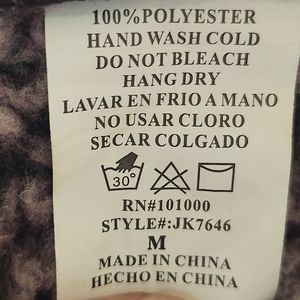 100%POLYESTER
HAND WASH COLD
DO NOT BLEACH
HANG DRY
LAVAR EN FRIO A MANO
NO USAR CLORO
SECAR COLGADO
30°
RN#101000
STYLE#:JK7646
M
MADE IN CHINA
HECHO EN CHINA